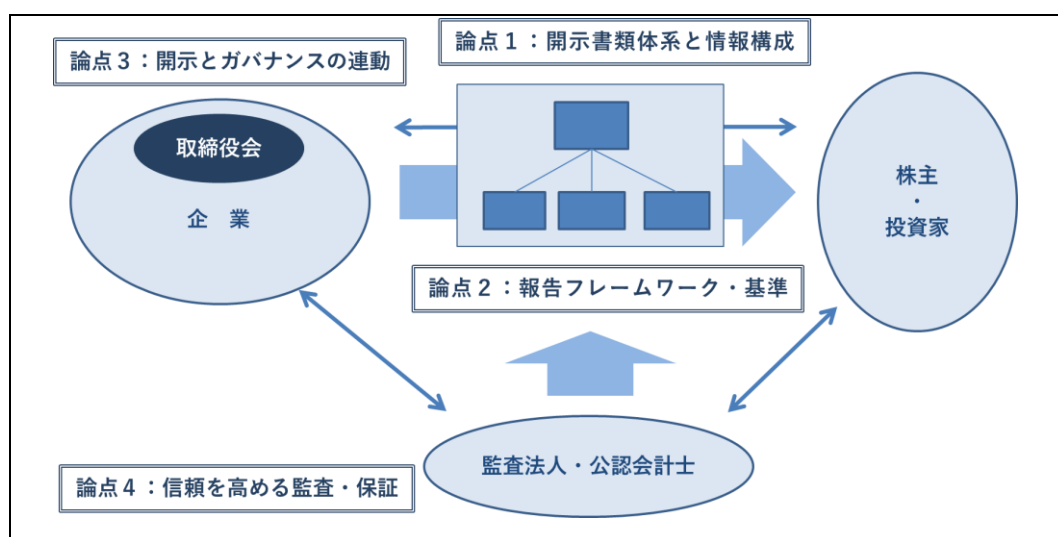 論点１：開示書類体系と情報構成
論点３：開示とガバナンスの連動
取締役会
企　業
株主
・
投資家
論点２：報告フレームワーク・基準
監査法人・公認会計士
論点４：信頼を高める監査・保証